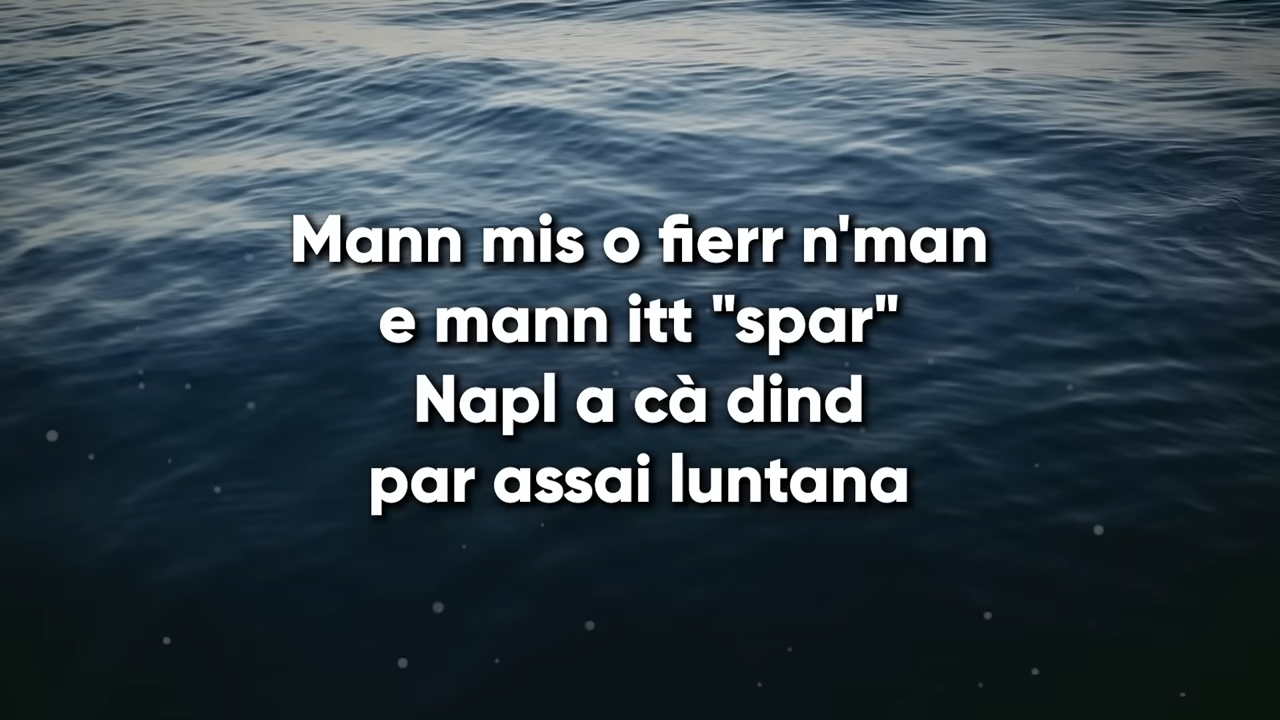 Mann mis o fierr n'man
e mann itt "spar"
Napl a cà dind
par assai luntana